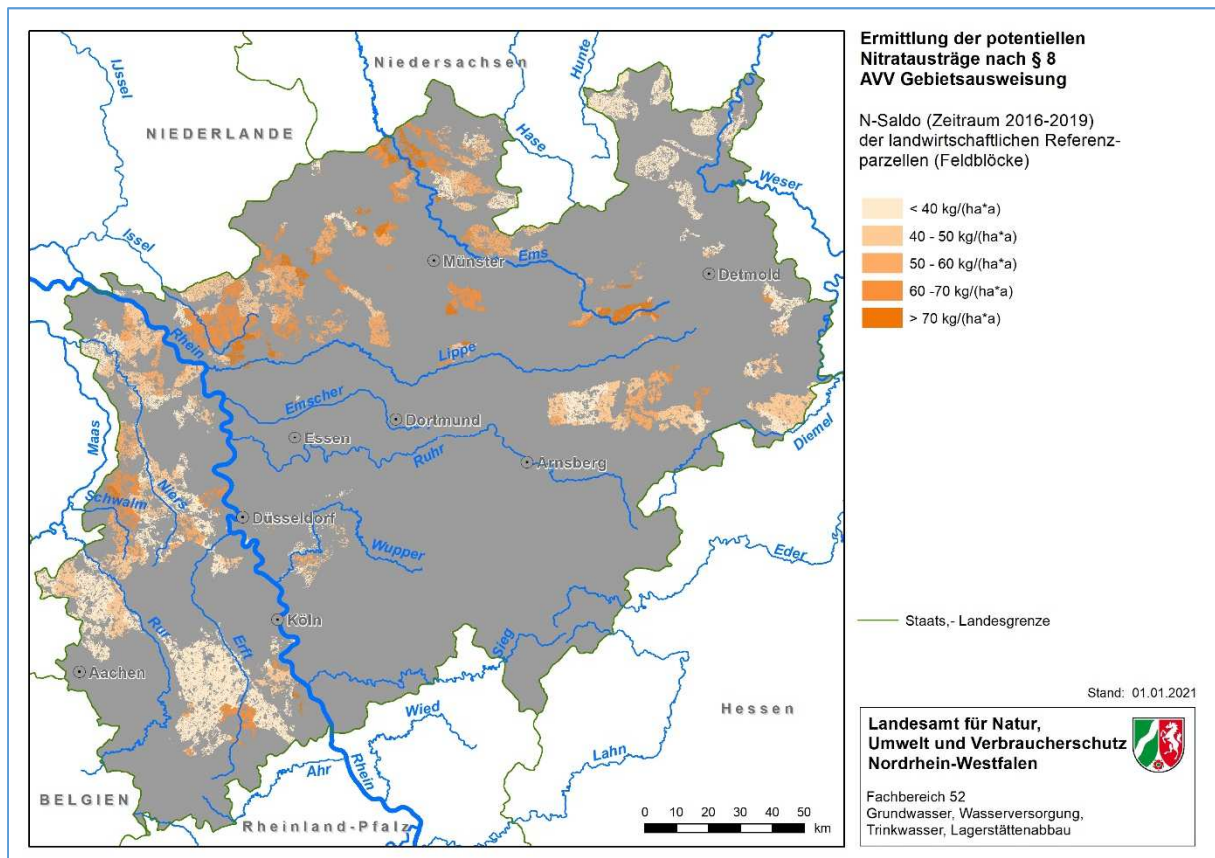 Ermittlung der potentiellen
Nitratausträge nach § 8
AVV Gebietsausweisung
N-Saldo (Zeitraum 2016-2019)
der landwirtschaftlichen Referenz-
parzellen (Feldblöcke)
< 40 kg/(ha*a)
40 - 50 kg/(ha*a)
50 - 60 kg/(ha*a)
60 -70 kg/(ha*a)
> 70 kg/(ha*a)
Staats,- Landesgrenze
Stand: 01.01.2021
Landesamt für Natur,
Umwelt und Verbraucherschutz
Nordrhein-Westfalen
Fachbereich 52
Grundwasser, Wasserversorgung,
Trinkwasser, Lagerstättenabbau
IJssel
Niedersachsen
Hunte
NIEDERLANDE
Hase
Weser
Issel
Münster
Ems
Detmold
Rhein
Lippe
Emscher
Dortmund
Essen
Ruhr
Diemel
Maas
Arnsberg
Niers
Schwalm
Düsseldorf
Wupper
Eder
Köln
Rur
Erft
Sieg
Aachen
Wied
Hessen
Lahn
Ahr
Rhein
BELGIEN
Rheinland-Pfalz
0 10 20 30 40 50
km